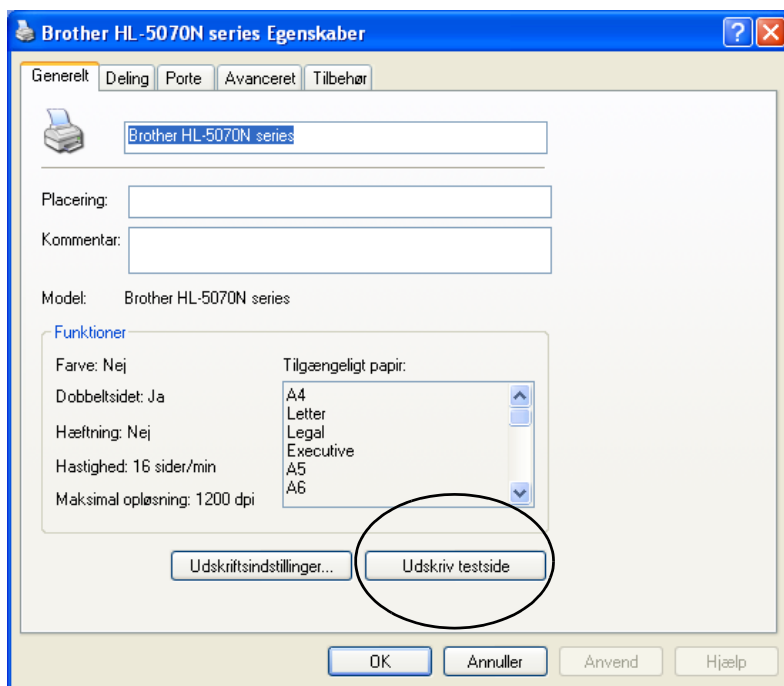 Brother HL-5070N series Egenskaber
Generelt Deling Porte Avanceret Tilbehør
Brother HL-5070N series
Placering:
Kommentar:
Model: Brother HL-5070N series
Funktioner
Farve: Nej
Dobbeltsidet: Ja
Hæftning: Nej
Hastighed: 16 sider/min
Maksimal opløsning: 1200 dpi
Tilgængeligt papir:
A4
Letter
Legal
Executive
A5
A6
Udskriftsindstillinger... Udskriv testside
OK Annuller Anvend Hjælp